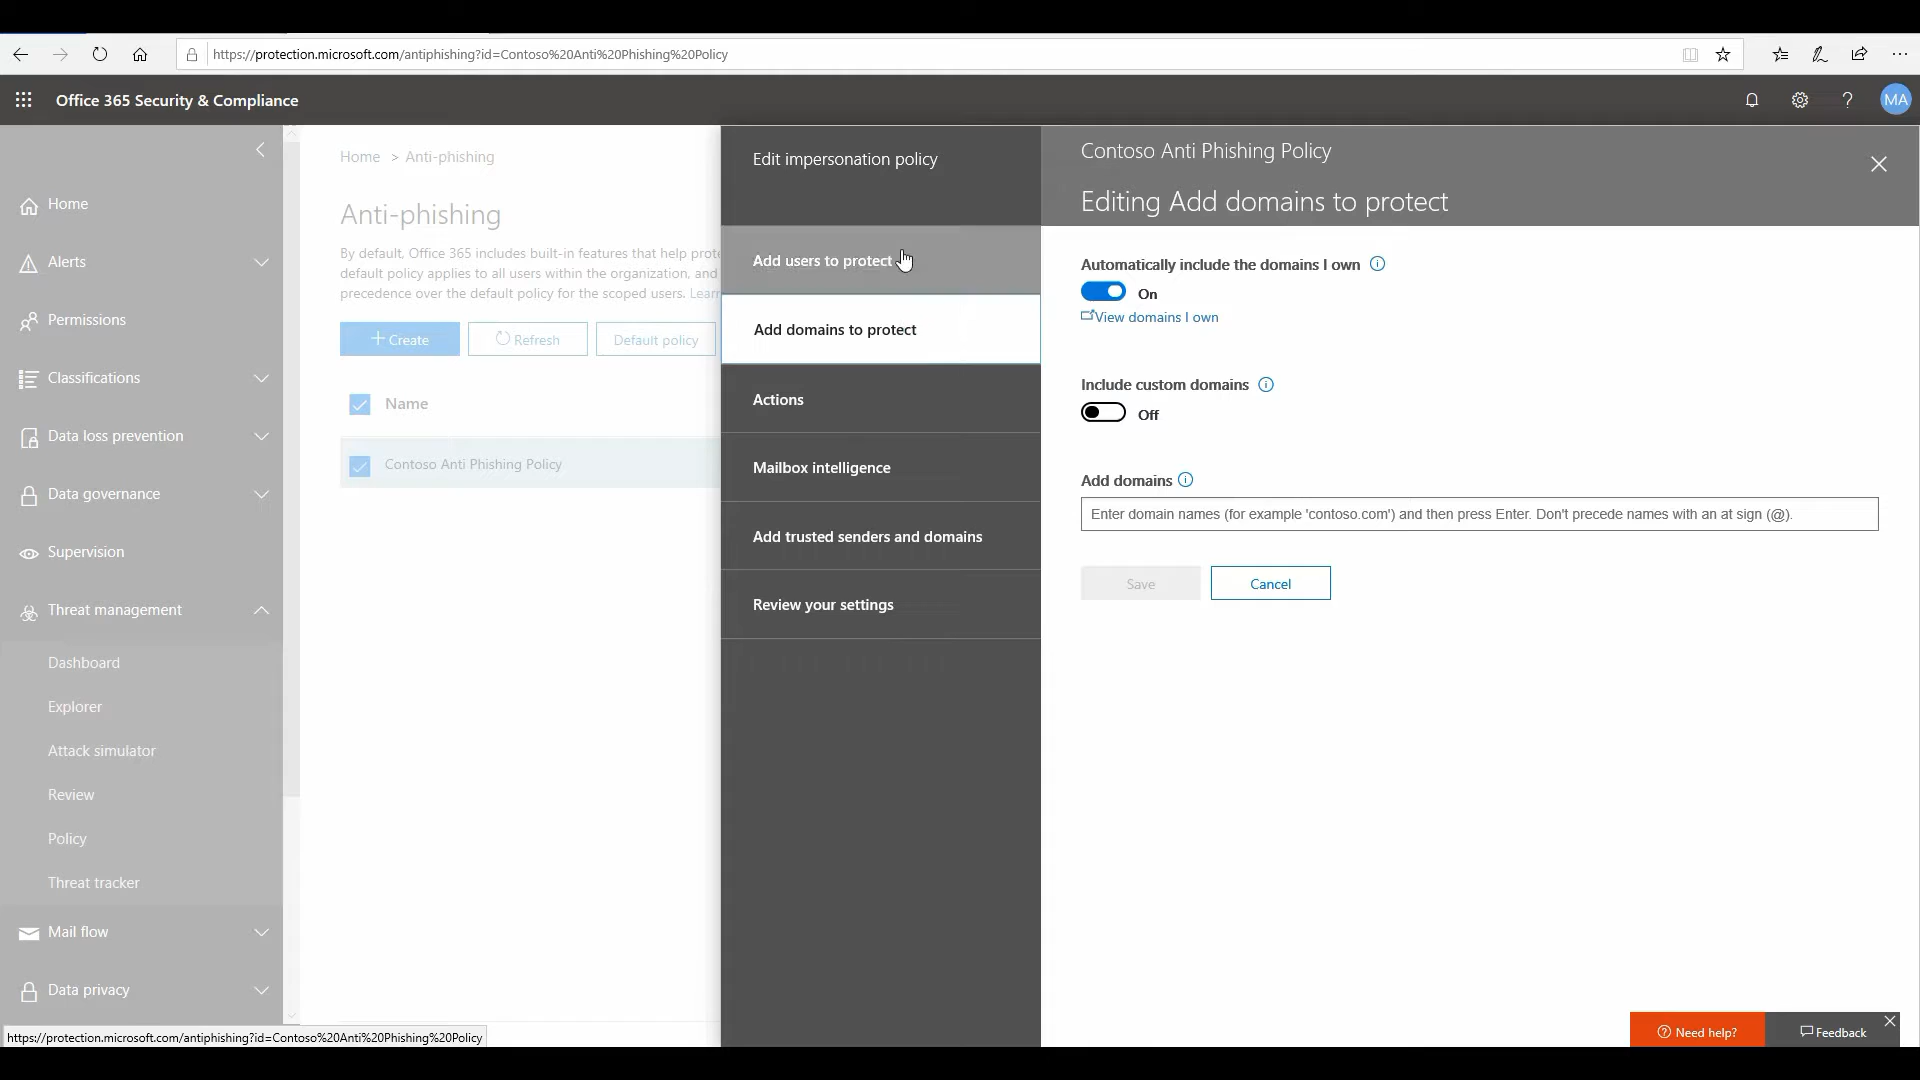 https://protection.microsoft.com/antiphishing?id=Contoso%20Anti%20Phishing%20Policy
Office 365 Security & Compliance
MA
Home
Alerts
Permissions
Classifications
Data loss prevention
Data governance
Supervision
Threat management
Dashboard
Explorer
Attack simulator
Review
Policy
Threat tracker
Mail flow
Data privacy
Home > Anti-phishing
Anti-phishing
By default, Office 365 includes built-in features that help prote
default policy applies to all users within the organization, and
precedence over the default policy for the scoped users. Learn
+ Create
Refresh
Default policy
Name
Contoso Anti Phishing Policy
Edit impersonation policy
Add users to protect
Add domains to protect
Actions
Mailbox intelligence
Add trusted senders and domains
Review your settings
Contoso Anti Phishing Policy
Editing Add domains to protect
Automatically include the domains I own
On
View domains I own
Include custom domains
Off
Add domains
Enter domain names (for example 'contoso.com') and then press Enter. Don't precede names with an at sign (@).
Save
Cancel
Need help?
Feedback
https://protection.microsoft.com/antiphishing?id=Contoso%20Anti%20Phishing%20Policy